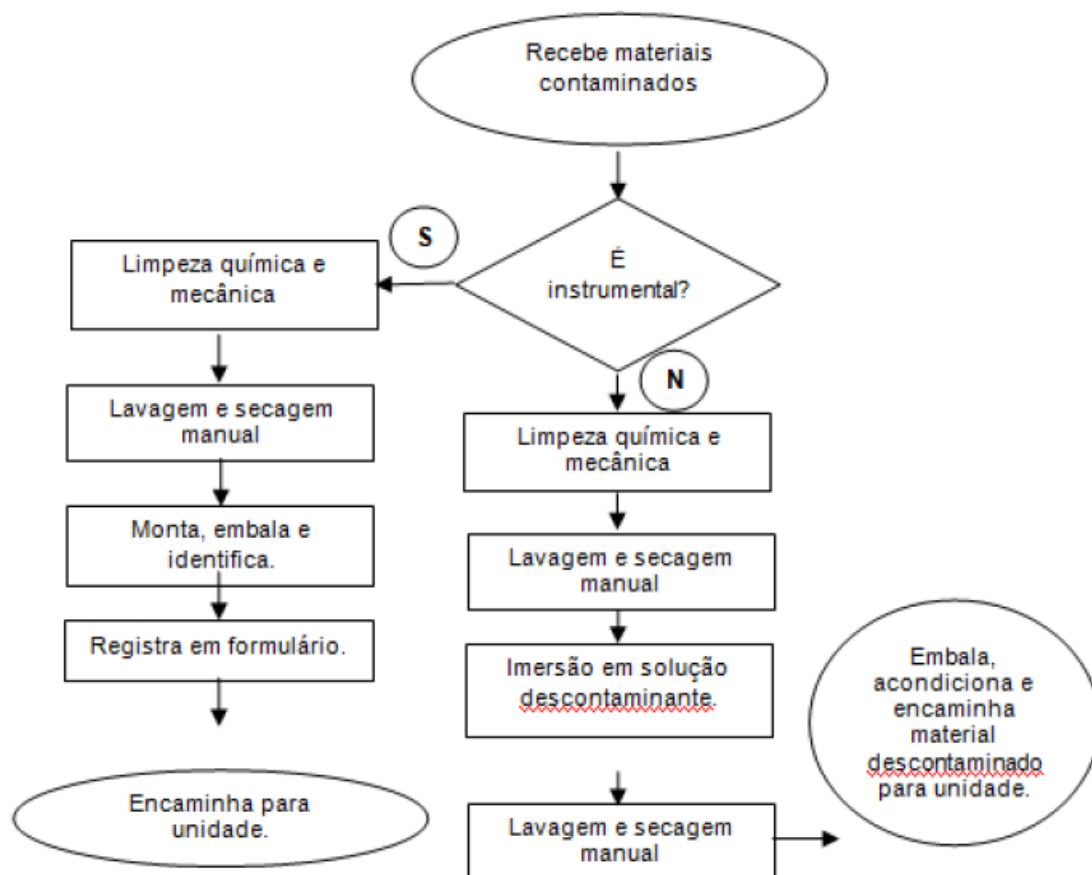 Recebe materiais
contaminados
É
instrumental?
S
Limpeza química e
mecânica
Lavagem e secagem
manual
Monta, embala e
identifica.
Registra em formulário.
Encaminha para
unidade.
N
Limpeza química e
mecânica
Lavagem e secagem
manual
Imersão em solução
descontaminante.
Lavagem e secagem
manual
Embala,
acondiciona e
encaminha
material
descontaminado
para unidade.